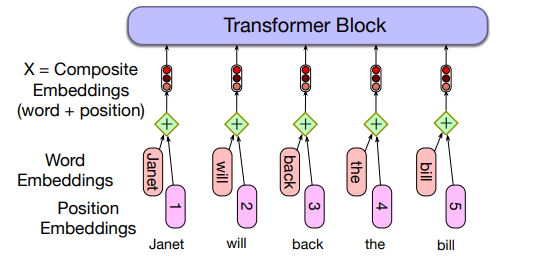 Transformer Block
X = Composite
Embeddings
(word + position)
+ + + + +
Word
Embeddings
Janet will back the bill
Position
Embeddings
1 2 3 4 5
Janet will back the bill